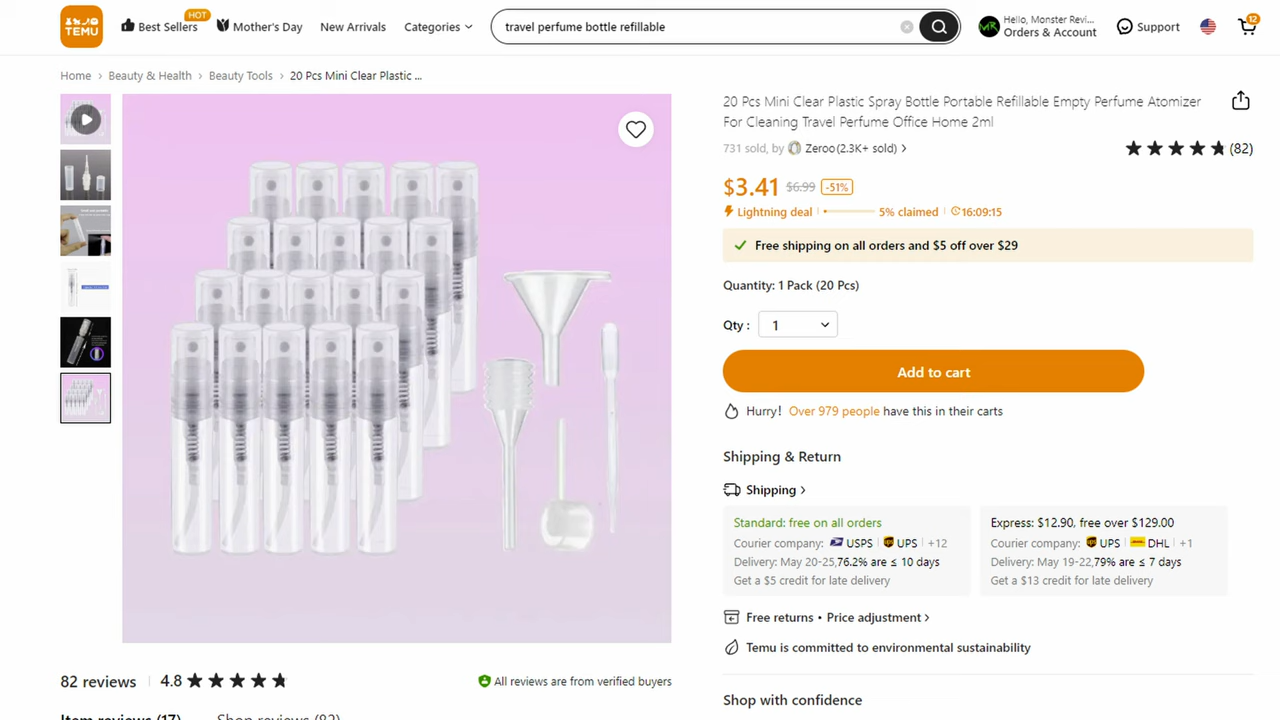 TEMU
Best Sellers
HOT
Mother's Day
New Arrivals
Categories
travel perfume bottle refillable
Hello, Monster Revi...
Orders & Account
Support
12
Home › Beauty & Health › Beauty Tools › 20 Pcs Mini Clear Plastic ...
20 Pcs Mini Clear Plastic Spray Bottle Portable Refillable Empty Perfume Atomizer
For Cleaning Travel Perfume Office Home 2ml
731 sold, by Zeroo(2.3K+ sold) ›
(82)
$3.41 $6.99 -51%
Lightning deal 5% claimed 16:09:15
Free shipping on all orders and $5 off over $29
Quantity: 1 Pack (20 Pcs)
Qty : 1
Add to cart
Hurry! Over 979 people have this in their carts
Shipping & Return
Shipping ›
Standard: free on all orders
Courier company: USPS UPS +12
Delivery: May 20-25,76.2% are ≤ 10 days
Get a $5 credit for late delivery
Express: $12.90, free over $129.00
Courier company: UPS DHL +1
Delivery: May 19-22,79% are ≤ 7 days
Get a $13 credit for late delivery
Free returns • Price adjustment ›
Temu is committed to environmental sustainability
Shop with confidence
82 reviews 4.8
All reviews are from verified buyers
Item reviews (17) Shop reviews (82)